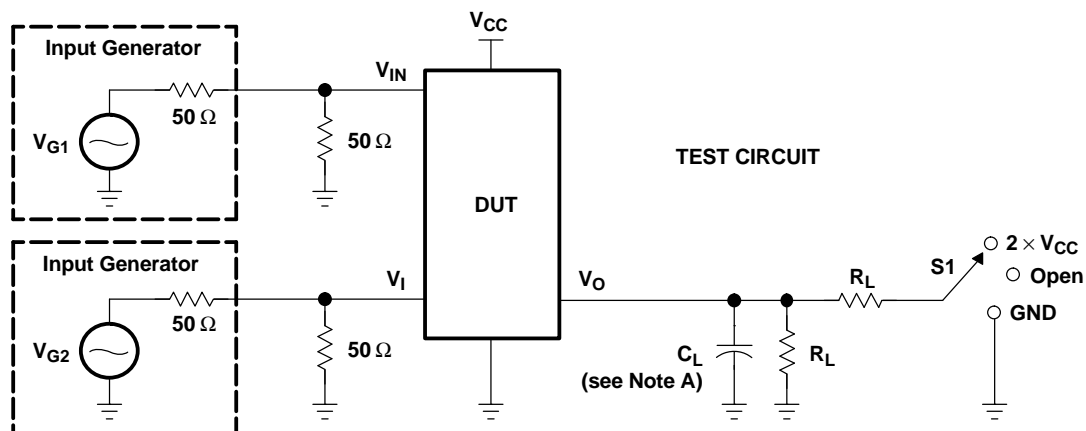 Input Generator
V_G1
50 Ω
50 Ω
V_IN
V_CC
DUT
TEST CIRCUIT
Input Generator
V_G2
50 Ω
50 Ω
V_I
V_O
C_L
(see Note A)
R_L
R_L
S1
2 × V_CC
Open
GND